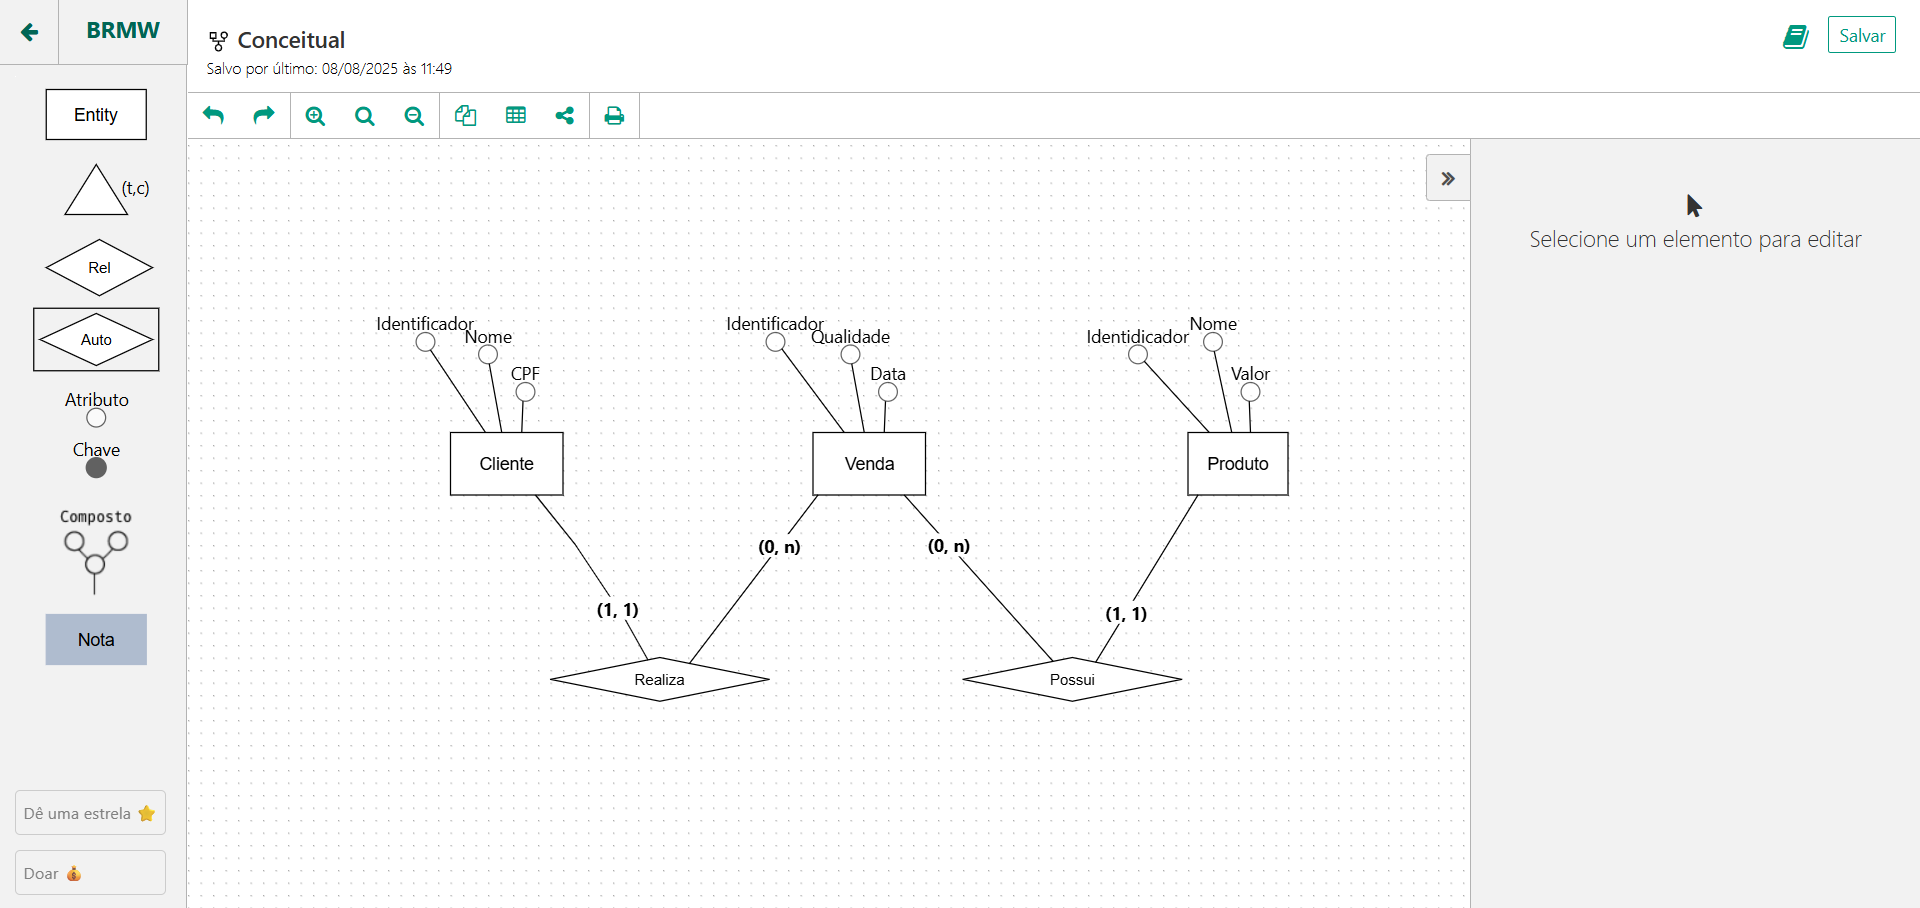 BRMW
Conceitual
Salvo por último: 08/08/2025 às 11:49
Salvar
Entity
(t,c)
Rel
Auto
Atributo
Chave
Composto
Nota
Dê uma estrela
Doar
Selecione um elemento para editar
Identificador
Nome
CPF
Identificador
Qualidade
Data
Identidicador
Nome
Valor
Cliente
Venda
Produto
(0, n)
(0, n)
(1, 1)
(1, 1)
Realiza
Possui